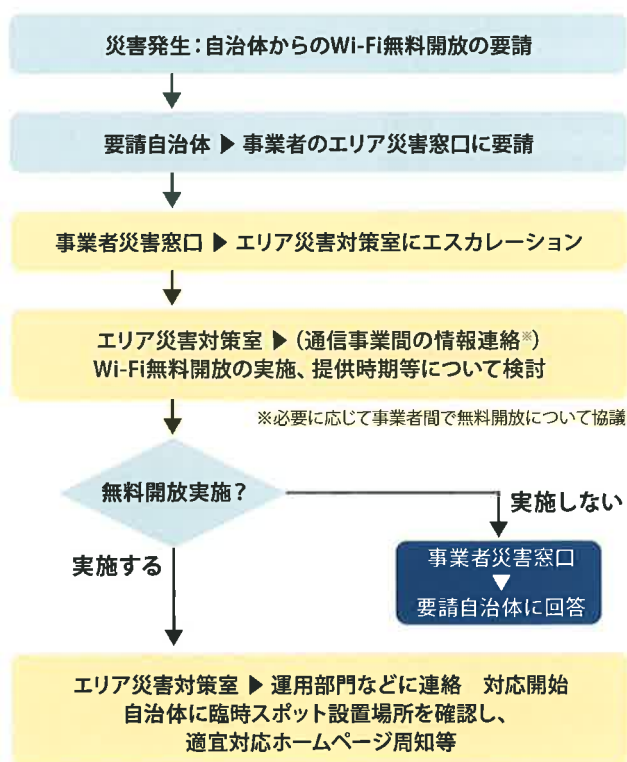 災害発生：自治体からのWi-Fi無料開放の要請
要請自治体 ▶ 事業者のエリア災害窓口に要請
事業者災害窓口 ▶ エリア災害対策室にエスカレーション
エリア災害対策室 ▶（通信事業間の情報連絡※）
Wi-Fi無料開放の実施、提供時期等について検討
※必要に応じて事業者間で無料開放について協議
無料開放実施？
実施しない
実施する
事業者災害窓口
▼
要請自治体に回答
エリア災害対策室 ▶ 運用部門などに連絡　対応開始
自治体に臨時スポット設置場所を確認し、
適宜対応ホームページ周知等